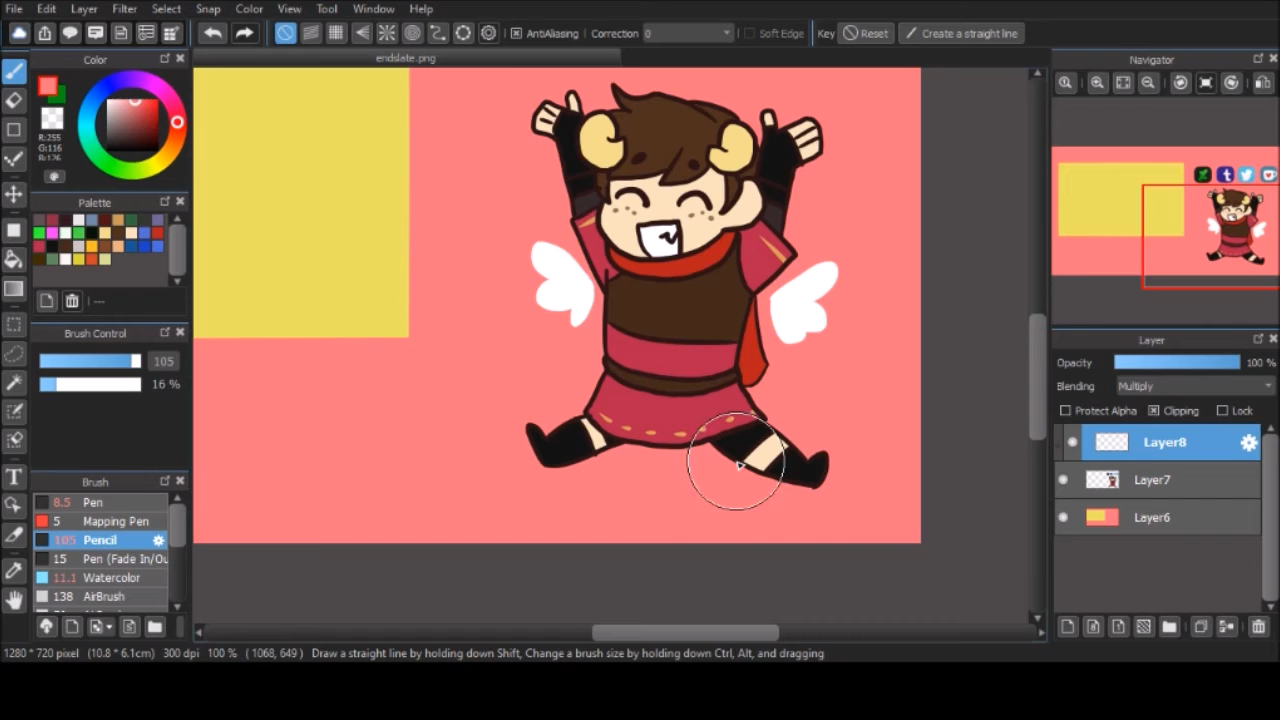 File Edit Layer Filter Select Snap Color View Tool Window Help
AntiAliasing Correction 0 Soft Edge Key Reset Create a straight line
Color
endslate.png
Navigator
R:255
G:116
B:126
Palette
---
Brush Control
105
16 %
Brush
8.5 Pen
5 Mapping Pen
105 Pencil
15 Pen (Fade In/Ou
11.1 Watercolor
138 AirBrush
Layer
Opacity 100 %
Blending Multiply
Protect Alpha Clipping Lock
Layer8
Layer7
Layer6
1280 * 720 pixel (10.8 * 6.1cm) 300 dpi 100 % ( 1068, 649 ) Draw a straight line by holding down Shift, Change a brush size by holding down Ctrl, Alt, and dragging